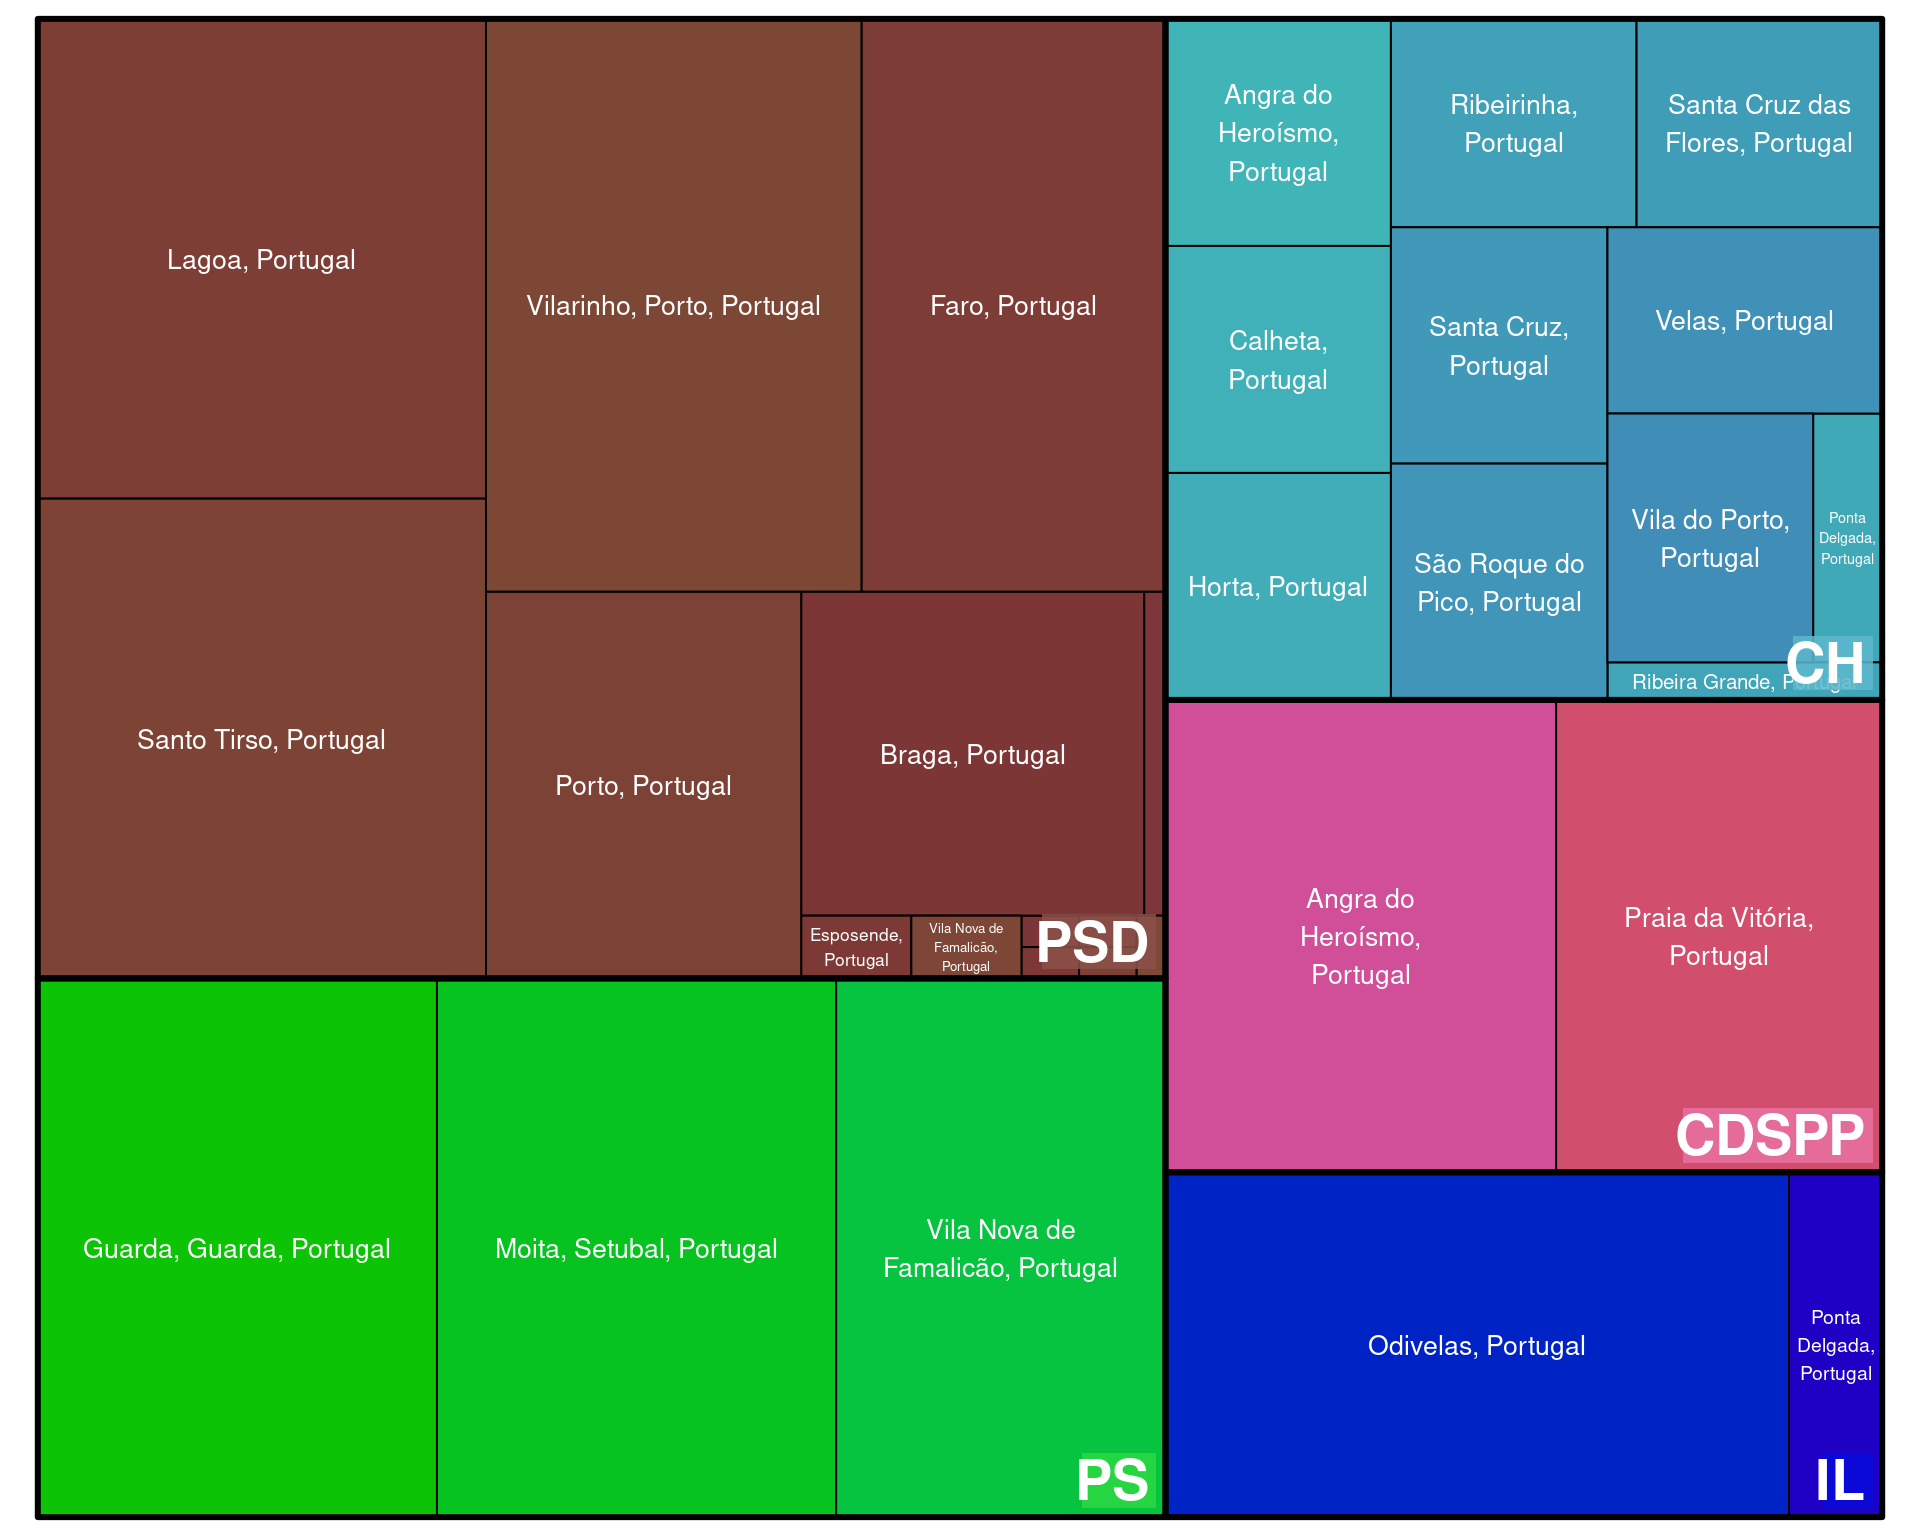 Lagoa, Portugal
Vilarinho, Porto, Portugal
Faro, Portugal
Santo Tirso, Portugal
Porto, Portugal
Braga, Portugal
Esposende,
Portugal
Vila Nova de
Famalicão,
Portugal
PSD
Guarda, Guarda, Portugal
Moita, Setubal, Portugal
Vila Nova de
Famalicão, Portugal
PS
Angra do
Heroísmo,
Portugal
Ribeirinha,
Portugal
Santa Cruz das
Flores, Portugal
Calheta,
Portugal
Santa Cruz,
Portugal
Velas, Portugal
Horta, Portugal
São Roque do
Pico, Portugal
Vila do Porto,
Portugal
Ponta
Delgada,
Portugal
Ribeira Grande, Portugal
CH
Angra do
Heroísmo,
Portugal
Praia da Vitória,
Portugal
CDSPP
Odivelas, Portugal
Ponta
Delgada,
Portugal
IL